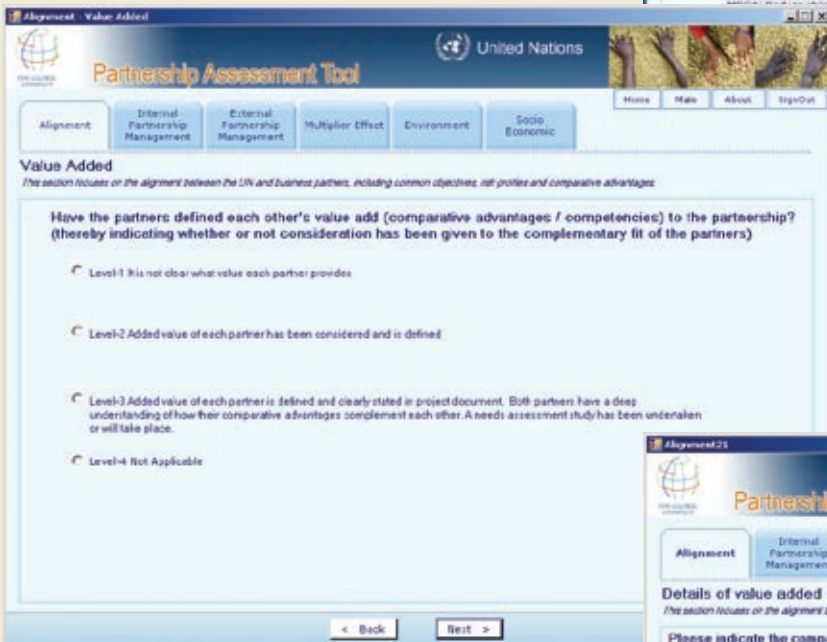 Alignment - Value Added
Partnership Assessment Tool
United Nations
Home Main About SignOut
Alignment
Internal Partnership Management
External Partnership Management
Multiplier Effect
Environment
Socio Economic
Value Added
This section focuses on the alignment between the UN and business partners, including common objectives, risk profiles and comparative advantages
Have the partners defined each other's value add (comparative advantages / competencies) to the partnership?
(thereby indicating whether or not consideration has been given to the complementary fit of the partners)
Level-1 It is not clear what value each partner provides
Level-2 Added value of each partner has been considered and is defined
Level-3 Added value of each partner is defined and clearly stated in project document. Both partners have a deep
understanding of how their comparative advantages complement each other. A needs assessment study has been undertaken
or will take place.
Level-4 Not Applicable
< Back
Next >
Alignment21
Alignment
Internal
Details of value added
This section focuses on the alignment
Please indicate the